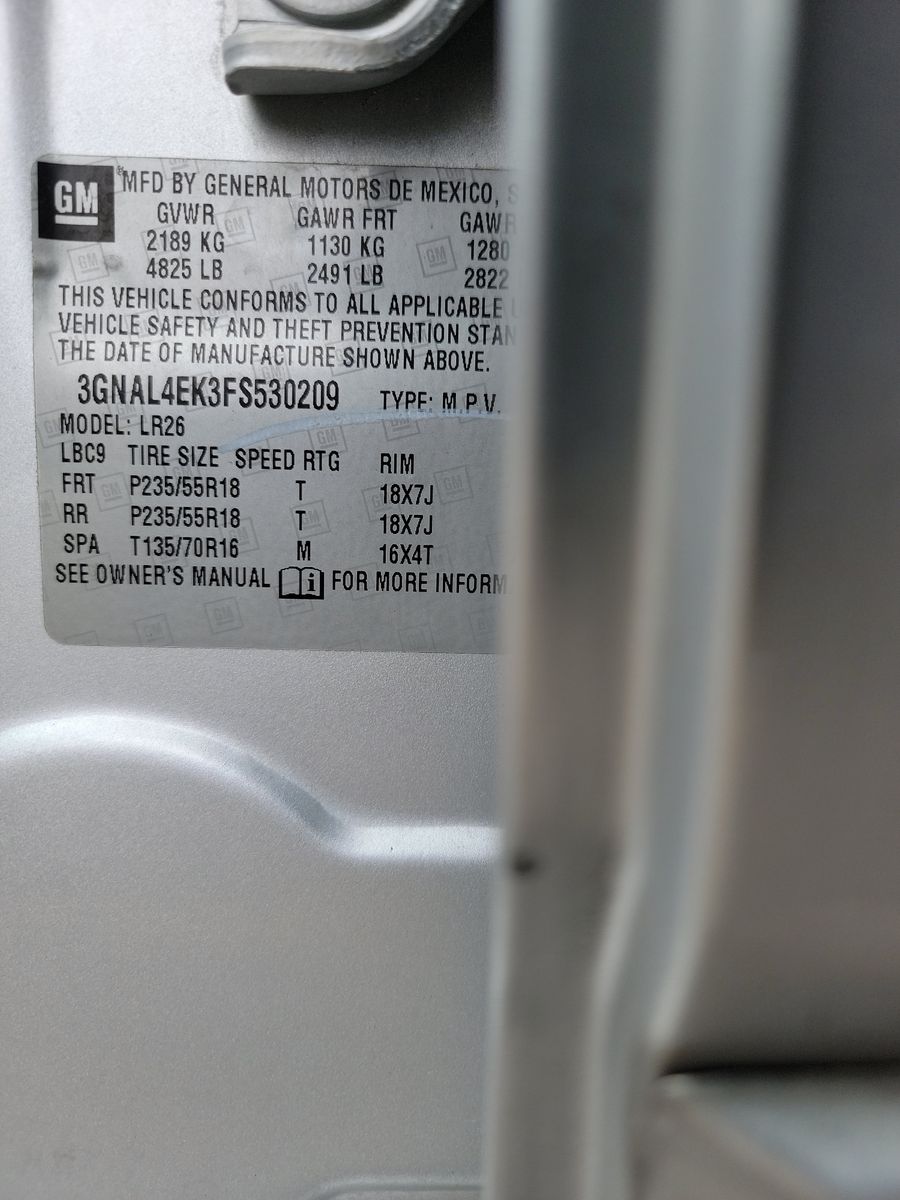 GM
MFD BY GENERAL MOTORS DE MEXICO,
GVWR GAWR FRT GAWR
2189 KG 1130 KG 1280
4825 LB 2491 LB 2822
THIS VEHICLE CONFORMS TO ALL APPLICABLE
VEHICLE SAFETY AND THEFT PREVENTION STAN
THE DATE OF MANUFACTURE SHOWN ABOVE.
3GNAL4EK3FS530209 TYPE: M.P.V.
MODEL: LR26
LBC9 TIRE SIZE SPEED RTG RIM
FRT P235/55R18 T 18X7J
RR P235/55R18 T 18X7J
SPA T135/70R16 M 16X4T
SEE OWNER'S MANUAL i FOR MORE INFORM